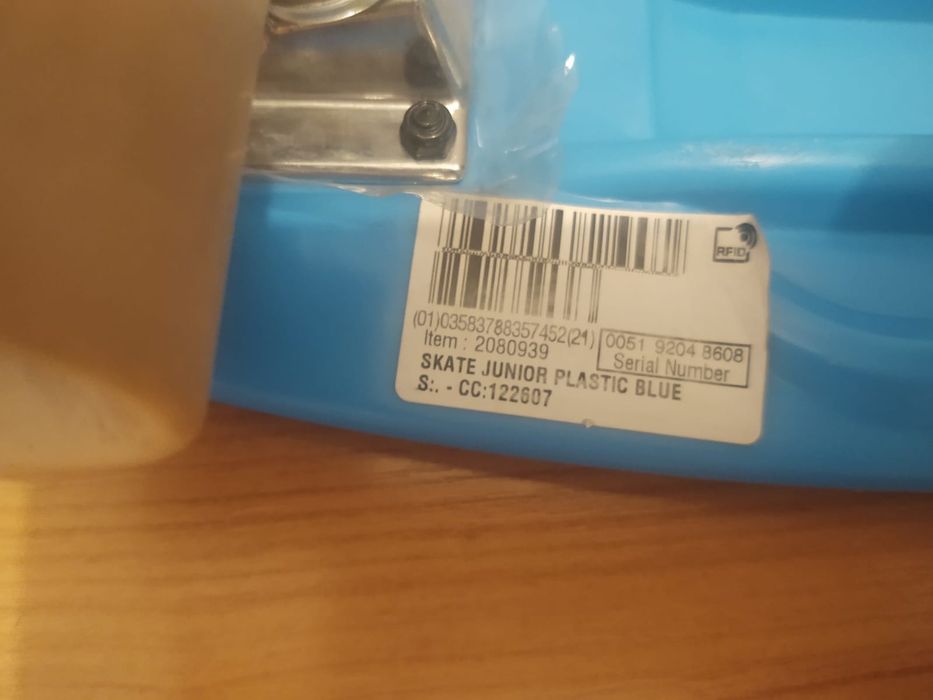 RFID
(01)03583788357452(21)
0051 9204 8608
Serial Number
Item : 2080939
SKATE JUNIOR PLASTIC BLUE
S:. - CC:122607